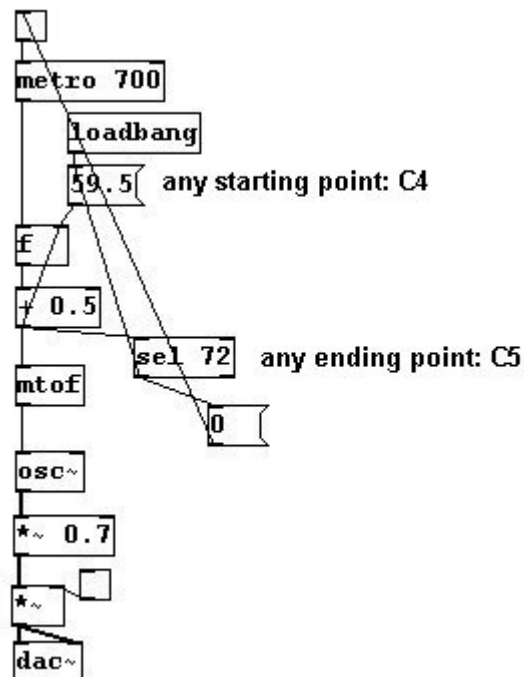 metro 700
loadbang
59.5 any starting point: C4
f
+ 0.5
sel 72 any ending point: C5
mtof
0
osc~
*~ 0.7
*~
dac~